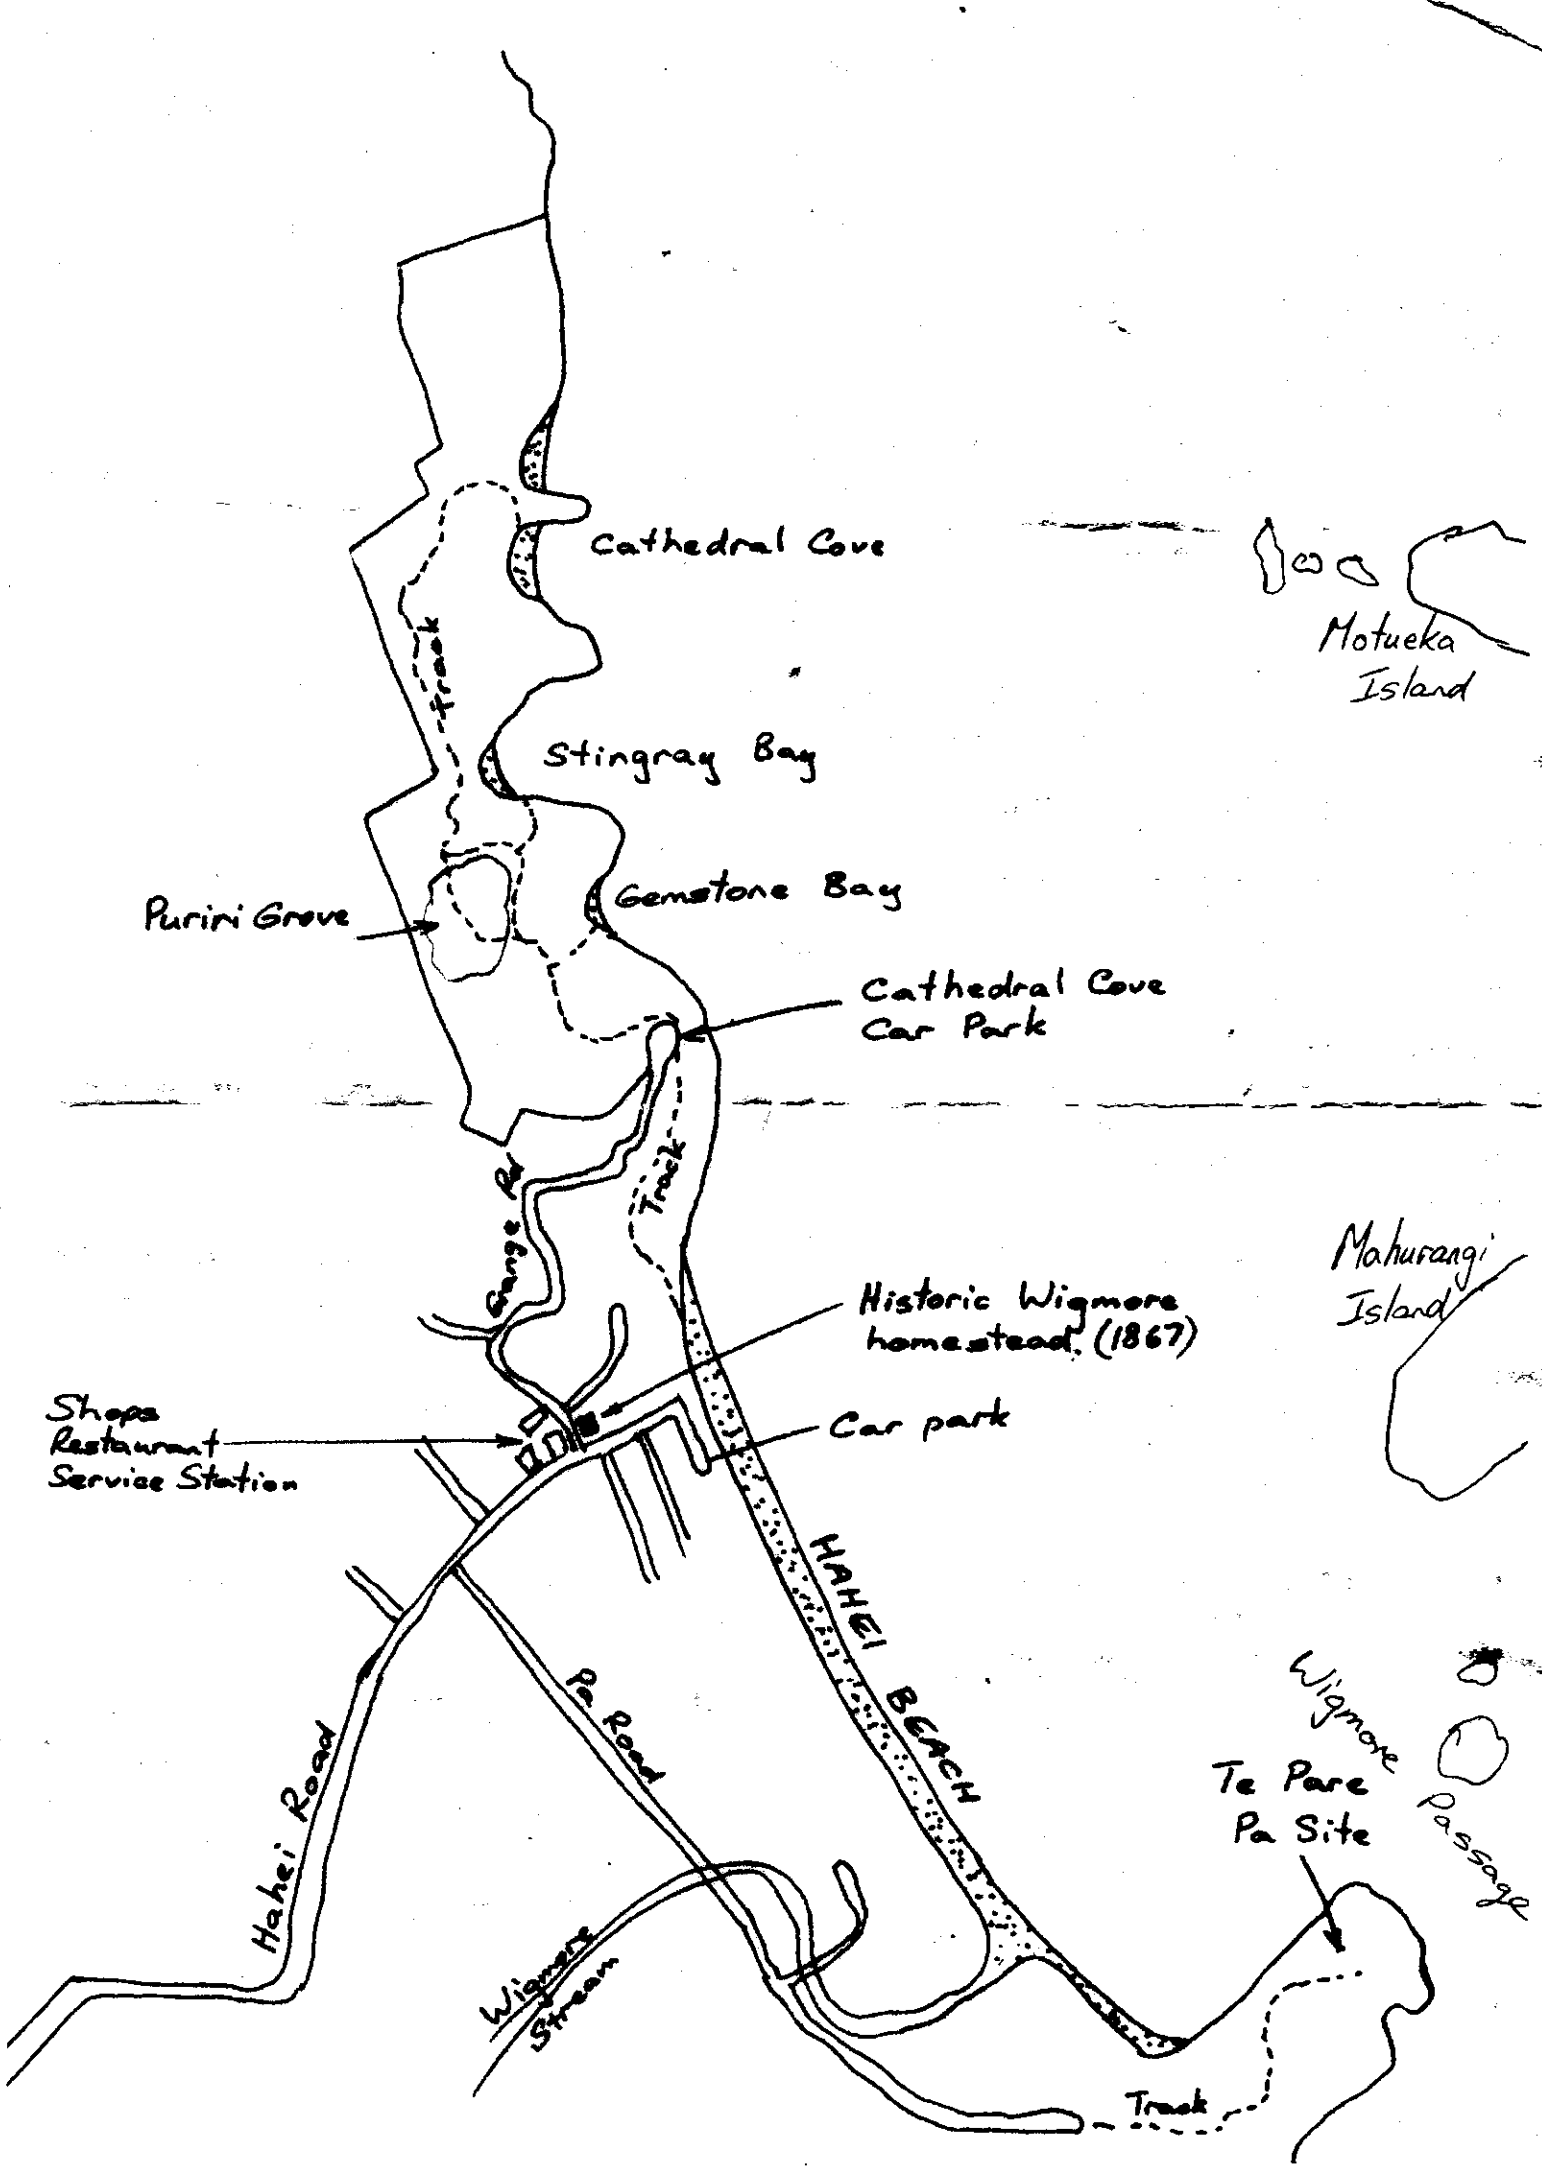 Cathedral Cove
Motueka
Island
Track
Stingray Bay
Gemstone Bay
Puriri Grove
Cathedral Cove
Car Park
Track
Grange Rd
Mahurangi
Island
Historic Wigmore
homestead. (1867)
Shops
Restaurant
Service Station
Car park
HAHEI BEACH
Pa Road
Hahei Road
Wigmore
Passage
Te Pare
Pa Site
Wigmore
Stream
Track